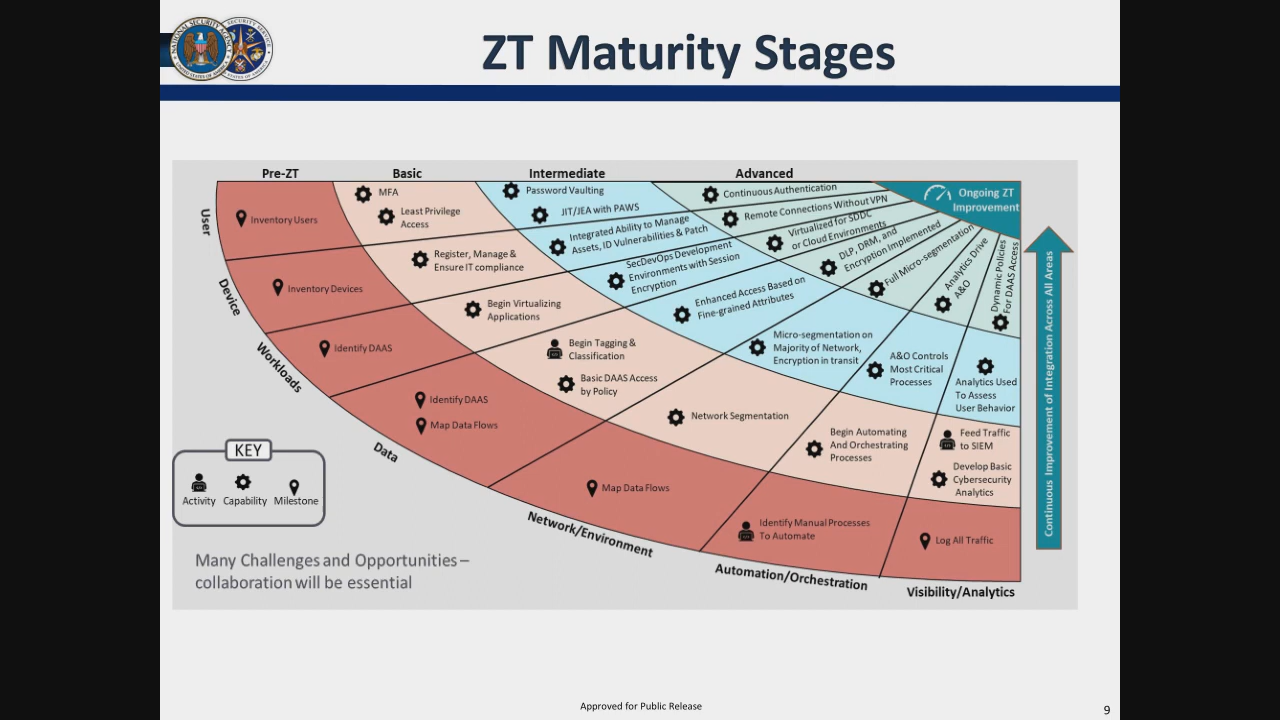 ZT Maturity Stages
NATIONAL SECURITY AGENCY
Pre-ZT
Basic
Intermediate
Advanced
User
Inventory Users
MFA
Least Privilege
Access
Password Vaulting
JIT/JEA with PAWS
Continuous Authentication
Remote Connections Without VPN
Ongoing ZT
Improvement
Device
Inventory Devices
Register, Manage &
Ensure IT compliance
Integrated Ability to Manage
Assets, ID Vulnerabilities & Patch
Virtualized for SDDC
or Cloud Environments
Workloads
Identify DAAS
Begin Virtualizing
Applications
SecDevOps Development
Environments with Session
Encryption
DLP, DRM, and
Encryption Implemented
Data
Identify DAAS
Map Data Flows
Begin Tagging &
Classification
Basic DAAS Access
by Policy
Enhanced Access Based on
Fine-grained Attributes
Full Micro-segmentation
Network/Environment
Map Data Flows
Network Segmentation
Micro-segmentation on
Majority of Network,
Encryption in transit
Analytics Drive
A&O
Automation/Orchestration
Identify Manual Processes
To Automate
Begin Automating
And Orchestrating
Processes
A&O Controls
Most Critical
Processes
Dynamic Policies
For DAAS Access
Visibility/Analytics
Log All Traffic
Feed Traffic
to SIEM
Develop Basic
Cybersecurity
Analytics
Analytics Used
To Assess
User Behavior
Continuous Improvement of Integration Across All Areas
KEY
Activity
Capability
Milestone
Many Challenges and Opportunities –
collaboration will be essential
Approved for Public Release
9